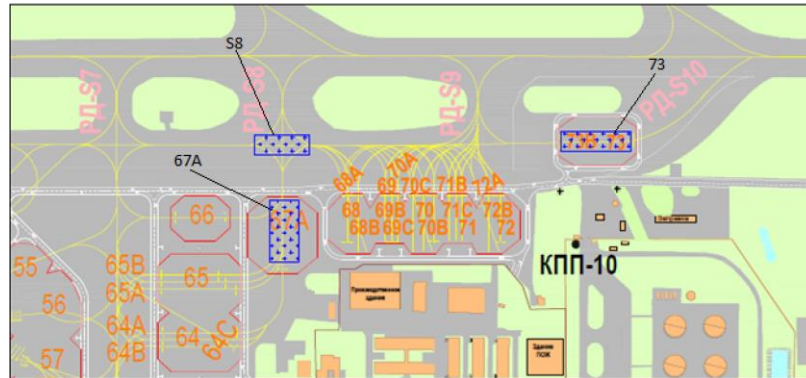 S8
73
67A
РД-S7
РД-S8
РД-S9
РД-S10
68A
70A
69
70C
71B
72A
68
69B
70
71C
72B
68B
69C
70B
71
72
66
67A
73
55
65B
65
65A
56
64A
64
64C
64B
57
КПП-10
Производственное
здание
Здание
ПОЖ